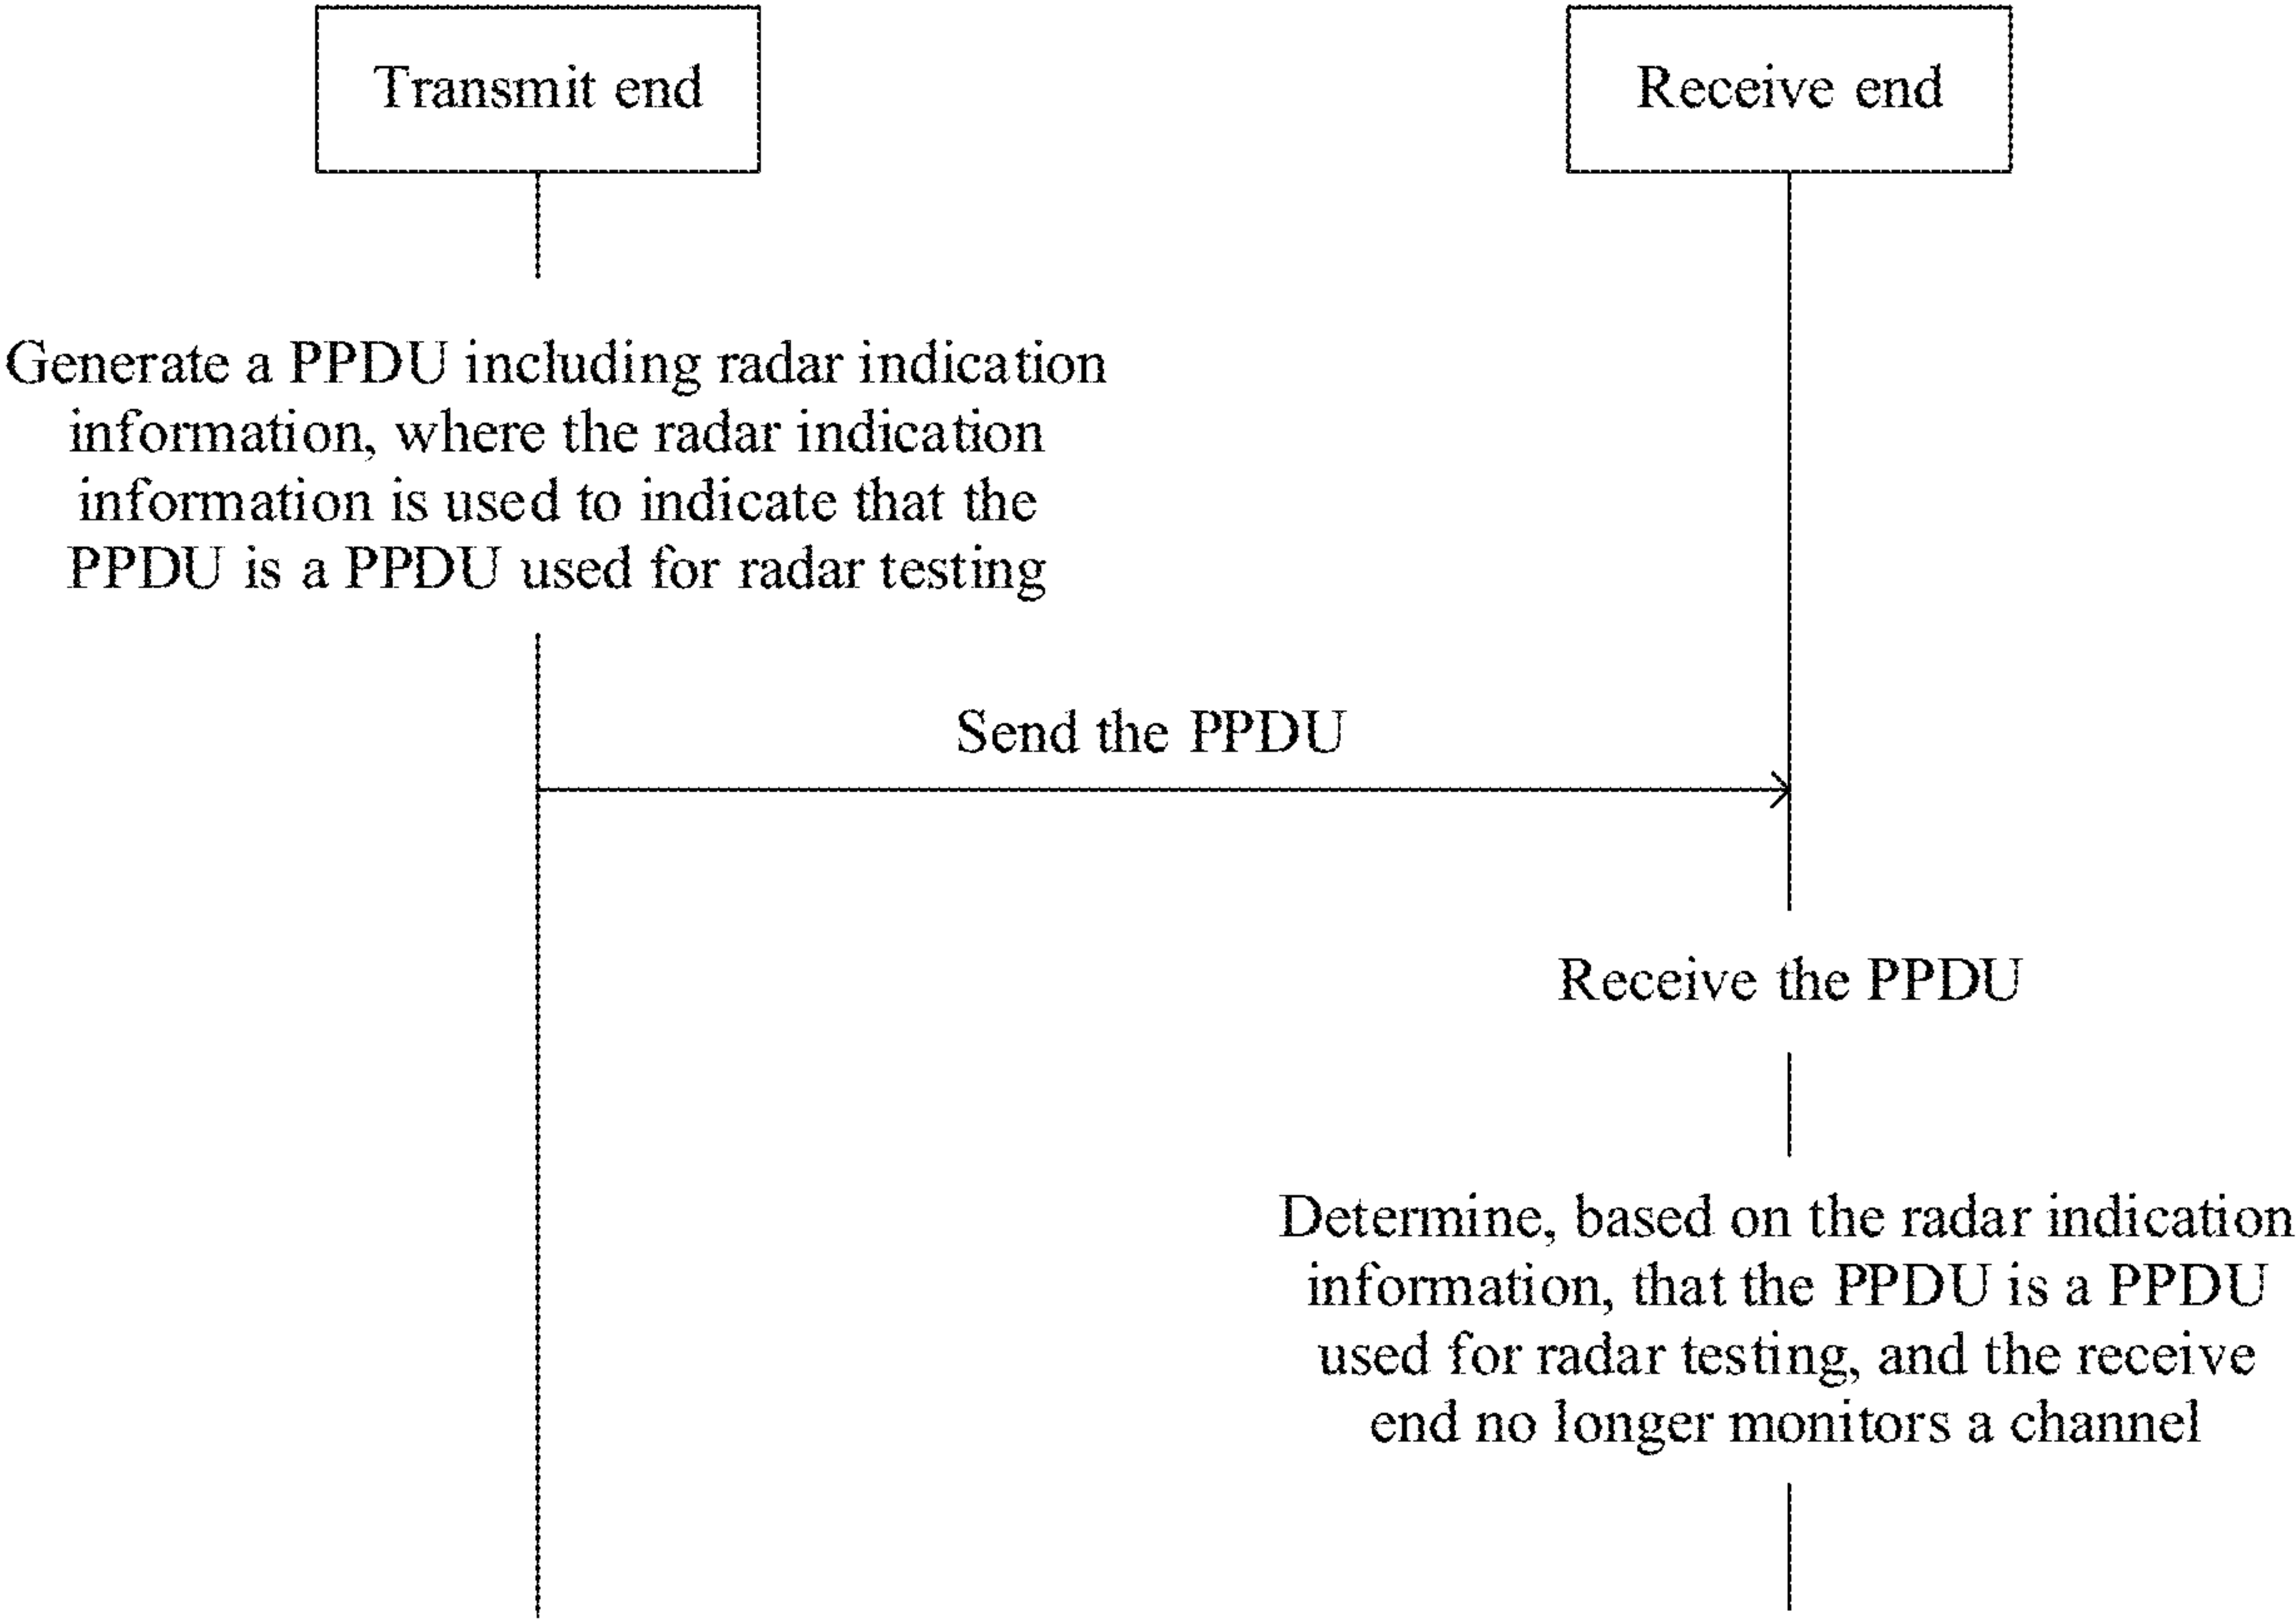 Transmit end
Receive end
Generate a PPDU including radar indication
information, where the radar indication
information is used to indicate that the
PPDU is a PPDU used for radar testing
Send the PPDU
Receive the PPDU
Determine, based on the radar indication
information, that the PPDU is a PPDU
used for radar testing, and the receive
end no longer monitors a channel